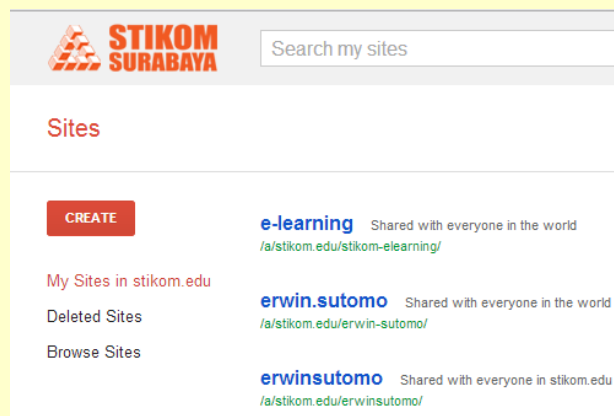 STIKOM
SURABAYA
Search my sites
Sites
CREATE
My Sites in stikom.edu
Deleted Sites
Browse Sites
e-learning Shared with everyone in the world
/a/stikom.edu/stikom-elearning/
erwin.sutomo Shared with everyone in the world
/a/stikom.edu/erwin-sutomo/
erwinsutomo Shared with everyone in stikom.edu
/a/stikom.edu/erwinsutomo/